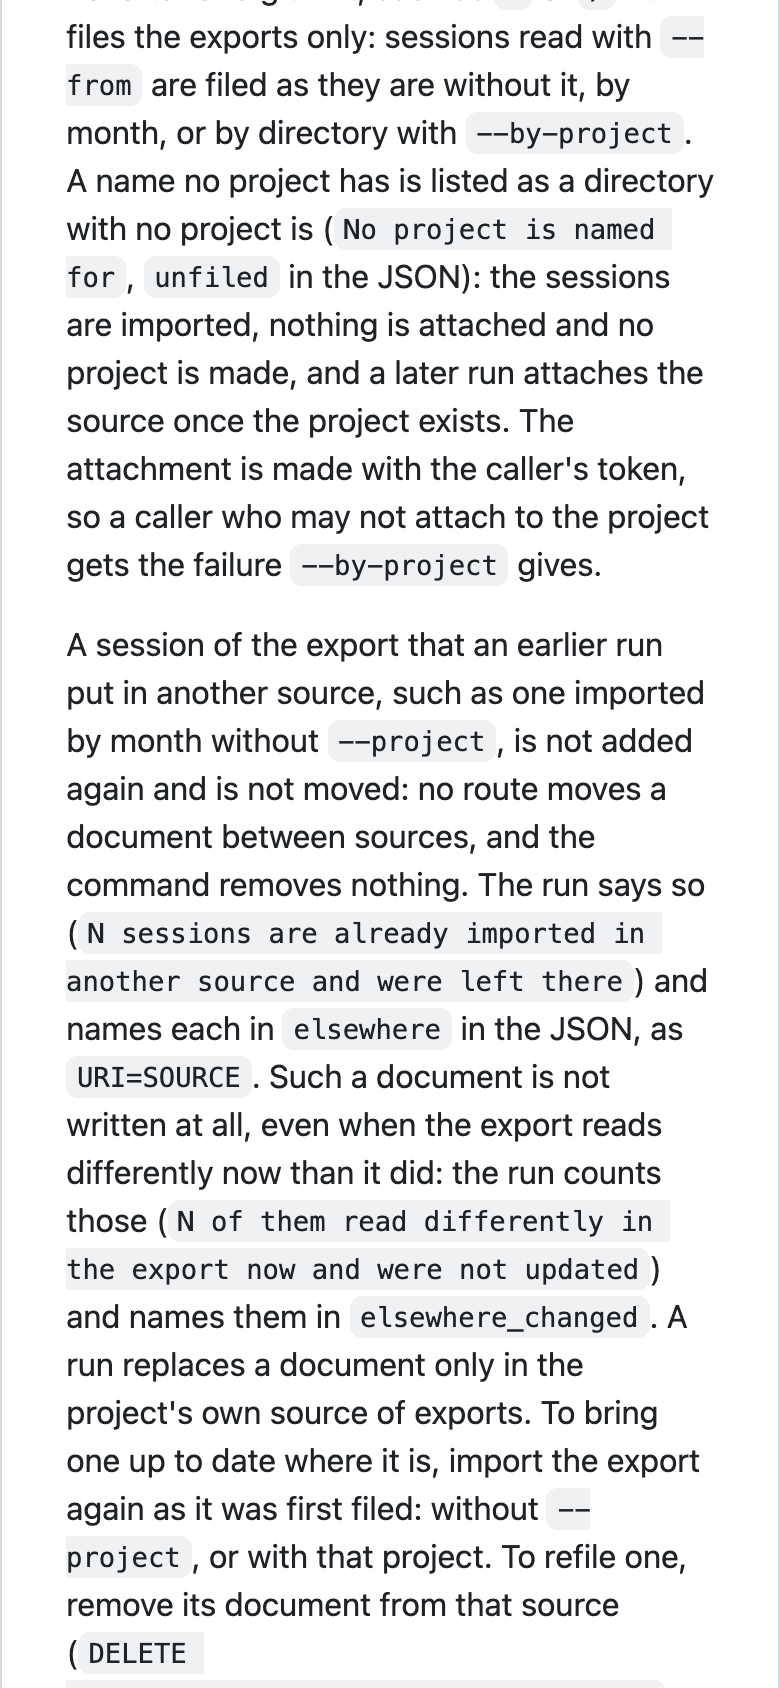 files the exports only: sessions read with --
from are filed as they are without it, by
month, or by directory with --by-project.
A name no project has is listed as a directory
with no project is (No project is named
for, unfiled in the JSON): the sessions
are imported, nothing is attached and no
project is made, and a later run attaches the
source once the project exists. The
attachment is made with the caller's token,
so a caller who may not attach to the project
gets the failure --by-project gives.
A session of the export that an earlier run
put in another source, such as one imported
by month without --project, is not added
again and is not moved: no route moves a
document between sources, and the
command removes nothing. The run says so
(N sessions are already imported in
another source and were left there) and
names each in elsewhere in the JSON, as
URI=SOURCE. Such a document is not
written at all, even when the export reads
differently now than it did: the run counts
those (N of them read differently in
the export now and were not updated)
and names them in elsewhere_changed. A
run replaces a document only in the
project's own source of exports. To bring
one up to date where it is, import the export
again as it was first filed: without --
project, or with that project. To refile one,
remove its document from that source
(DELETE